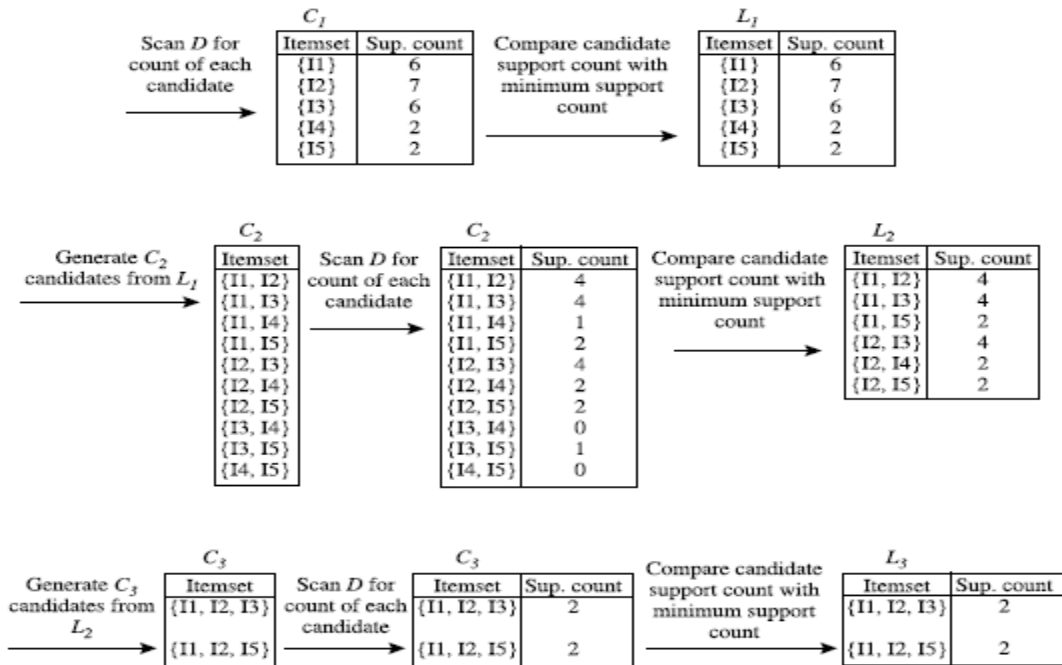 C1
L1
Scan D for
count of each
candidate
Itemset Sup. count
{I1} 6
{I2} 7
{I3} 6
{I4} 2
{I5} 2
Compare candidate
support count with
minimum support
count
Itemset Sup. count
{I1} 6
{I2} 7
{I3} 6
{I4} 2
{I5} 2
Generate C2
candidates from L1
C2
Itemset
{I1, I2}
{I1, I3}
{I1, I4}
{I1, I5}
{I2, I3}
{I2, I4}
{I2, I5}
{I3, I4}
{I3, I5}
{I4, I5}
Scan D for
count of each
candidate
C2
Itemset Sup. count
{I1, I2} 4
{I1, I3} 4
{I1, I4} 1
{I1, I5} 2
{I2, I3} 4
{I2, I4} 2
{I2, I5} 2
{I3, I4} 0
{I3, I5} 1
{I4, I5} 0
Compare candidate
support count with
minimum support
count
L2
Itemset Sup. count
{I1, I2} 4
{I1, I3} 4
{I1, I5} 2
{I2, I3} 4
{I2, I4} 2
{I2, I5} 2
Generate C3
candidates from
L2
C3
Itemset
{I1, I2, I3}
{I1, I2, I5}
Scan D for
count of each
candidate
C3
Itemset Sup. count
{I1, I2, I3} 2
{I1, I2, I5} 2
Compare candidate
support count with
minimum support
count
L3
Itemset Sup. count
{I1, I2, I3} 2
{I1, I2, I5} 2